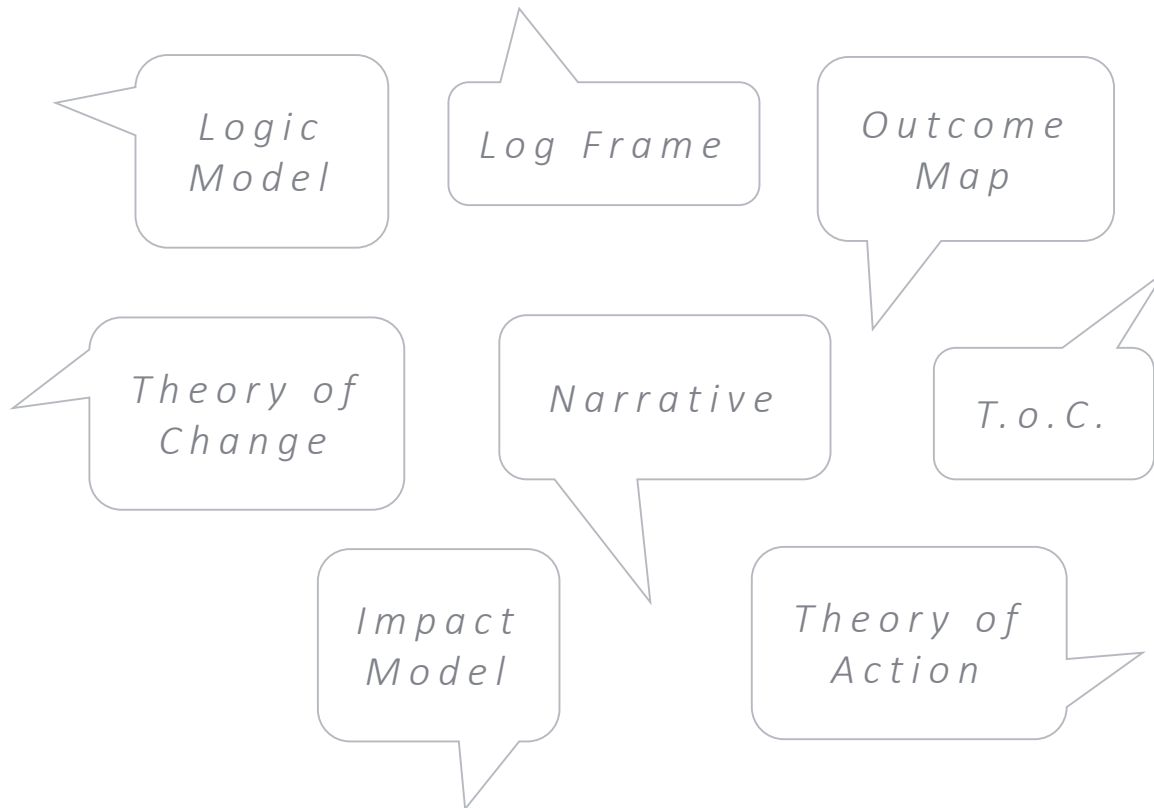 Logic
Model
Log Frame
Outcome
Map
Theory of
Change
Narrative
T.o.C.
Impact
Model
Theory of
Action